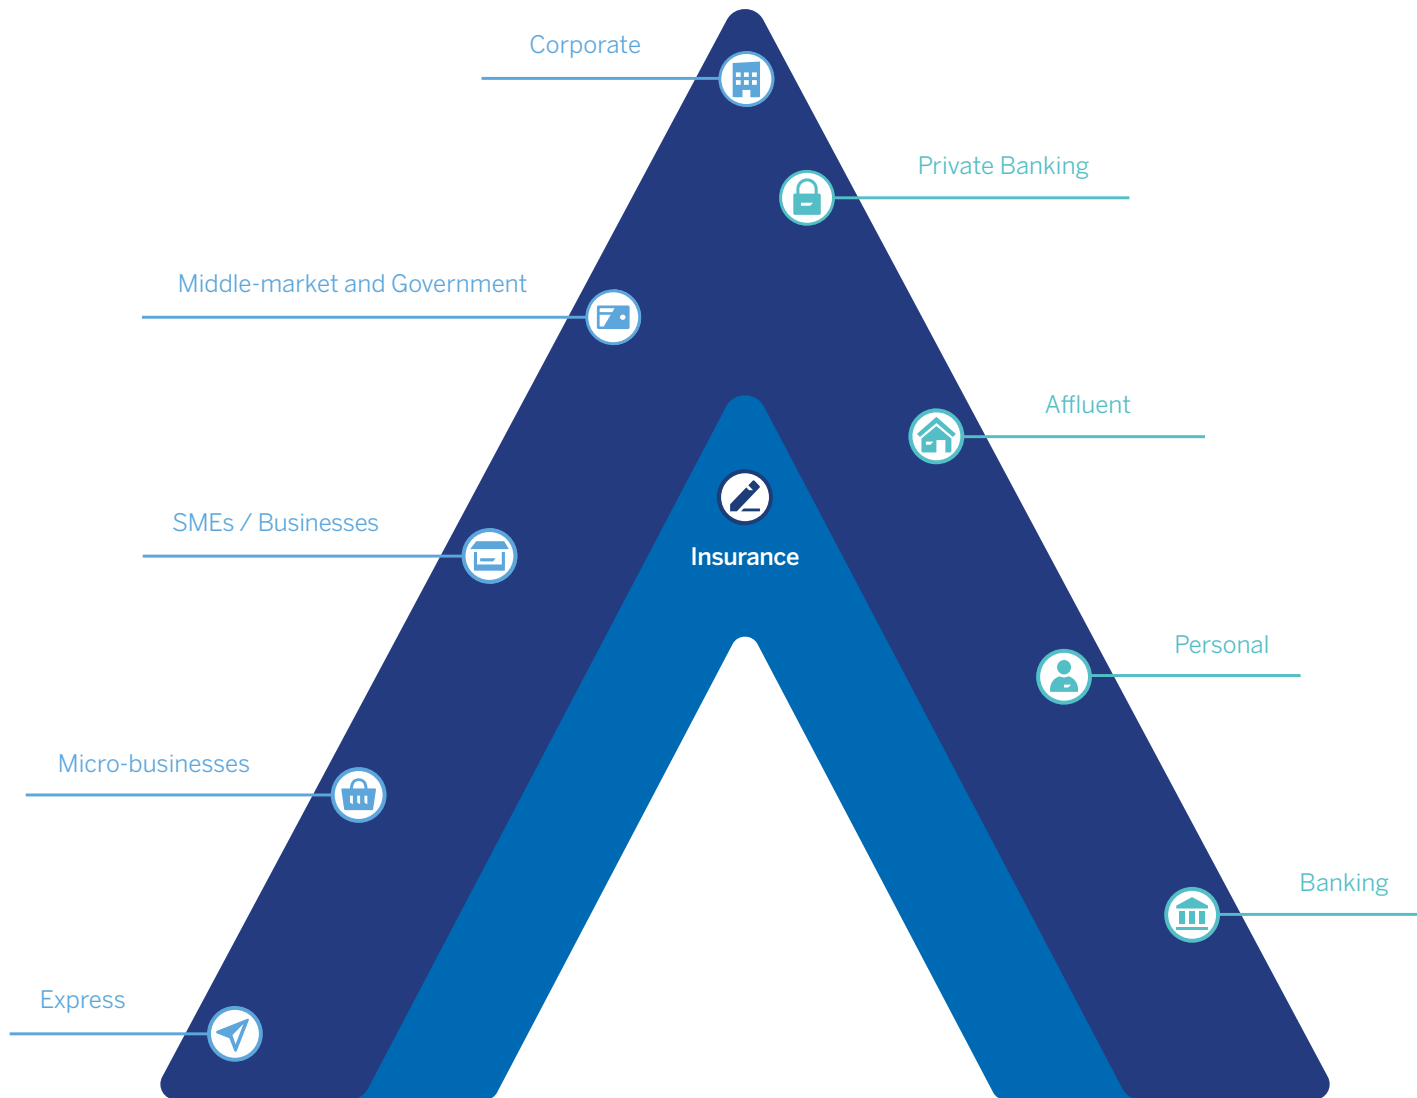 Corporate
Private Banking
Middle-market and Government
Affluent
SMEs / Businesses
Insurance
Personal
Micro-businesses
Banking
Express